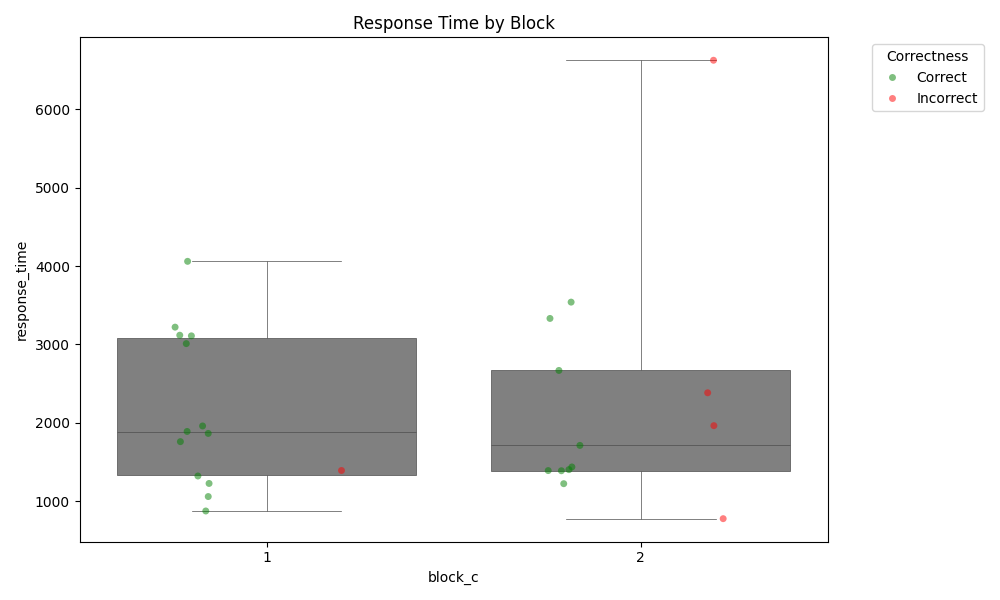 Response Time by Block
Correctness
Correct
Incorrect
6000
5000
4000
3000
2000
1000
response_time
1
2
block_c